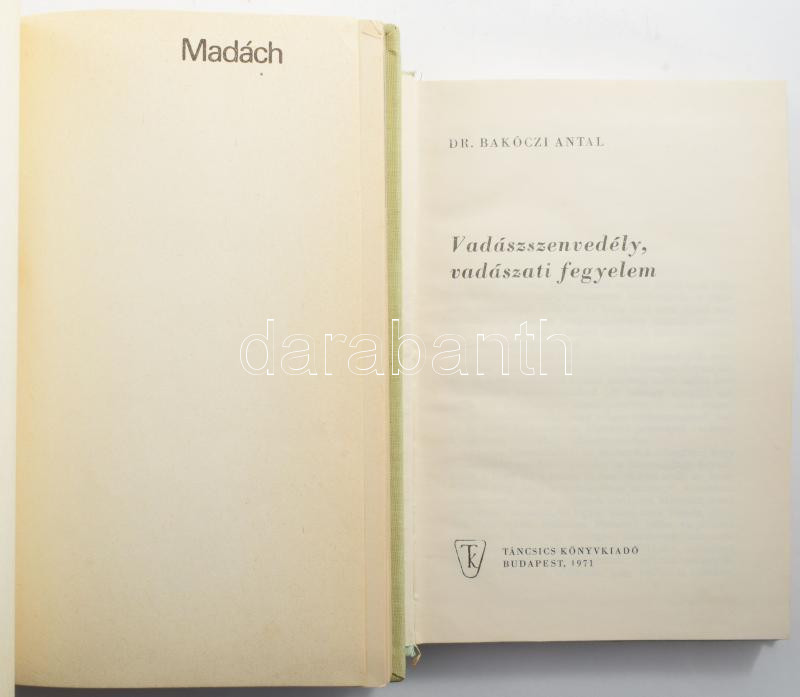 Madách
DR. BAKÓCZI ANTAL
Vadászszenvedély,
vadászati fegyelem
darabanth
TK
TÁNCSICS KÖNYVKIADÓ
BUDAPEST, 1971